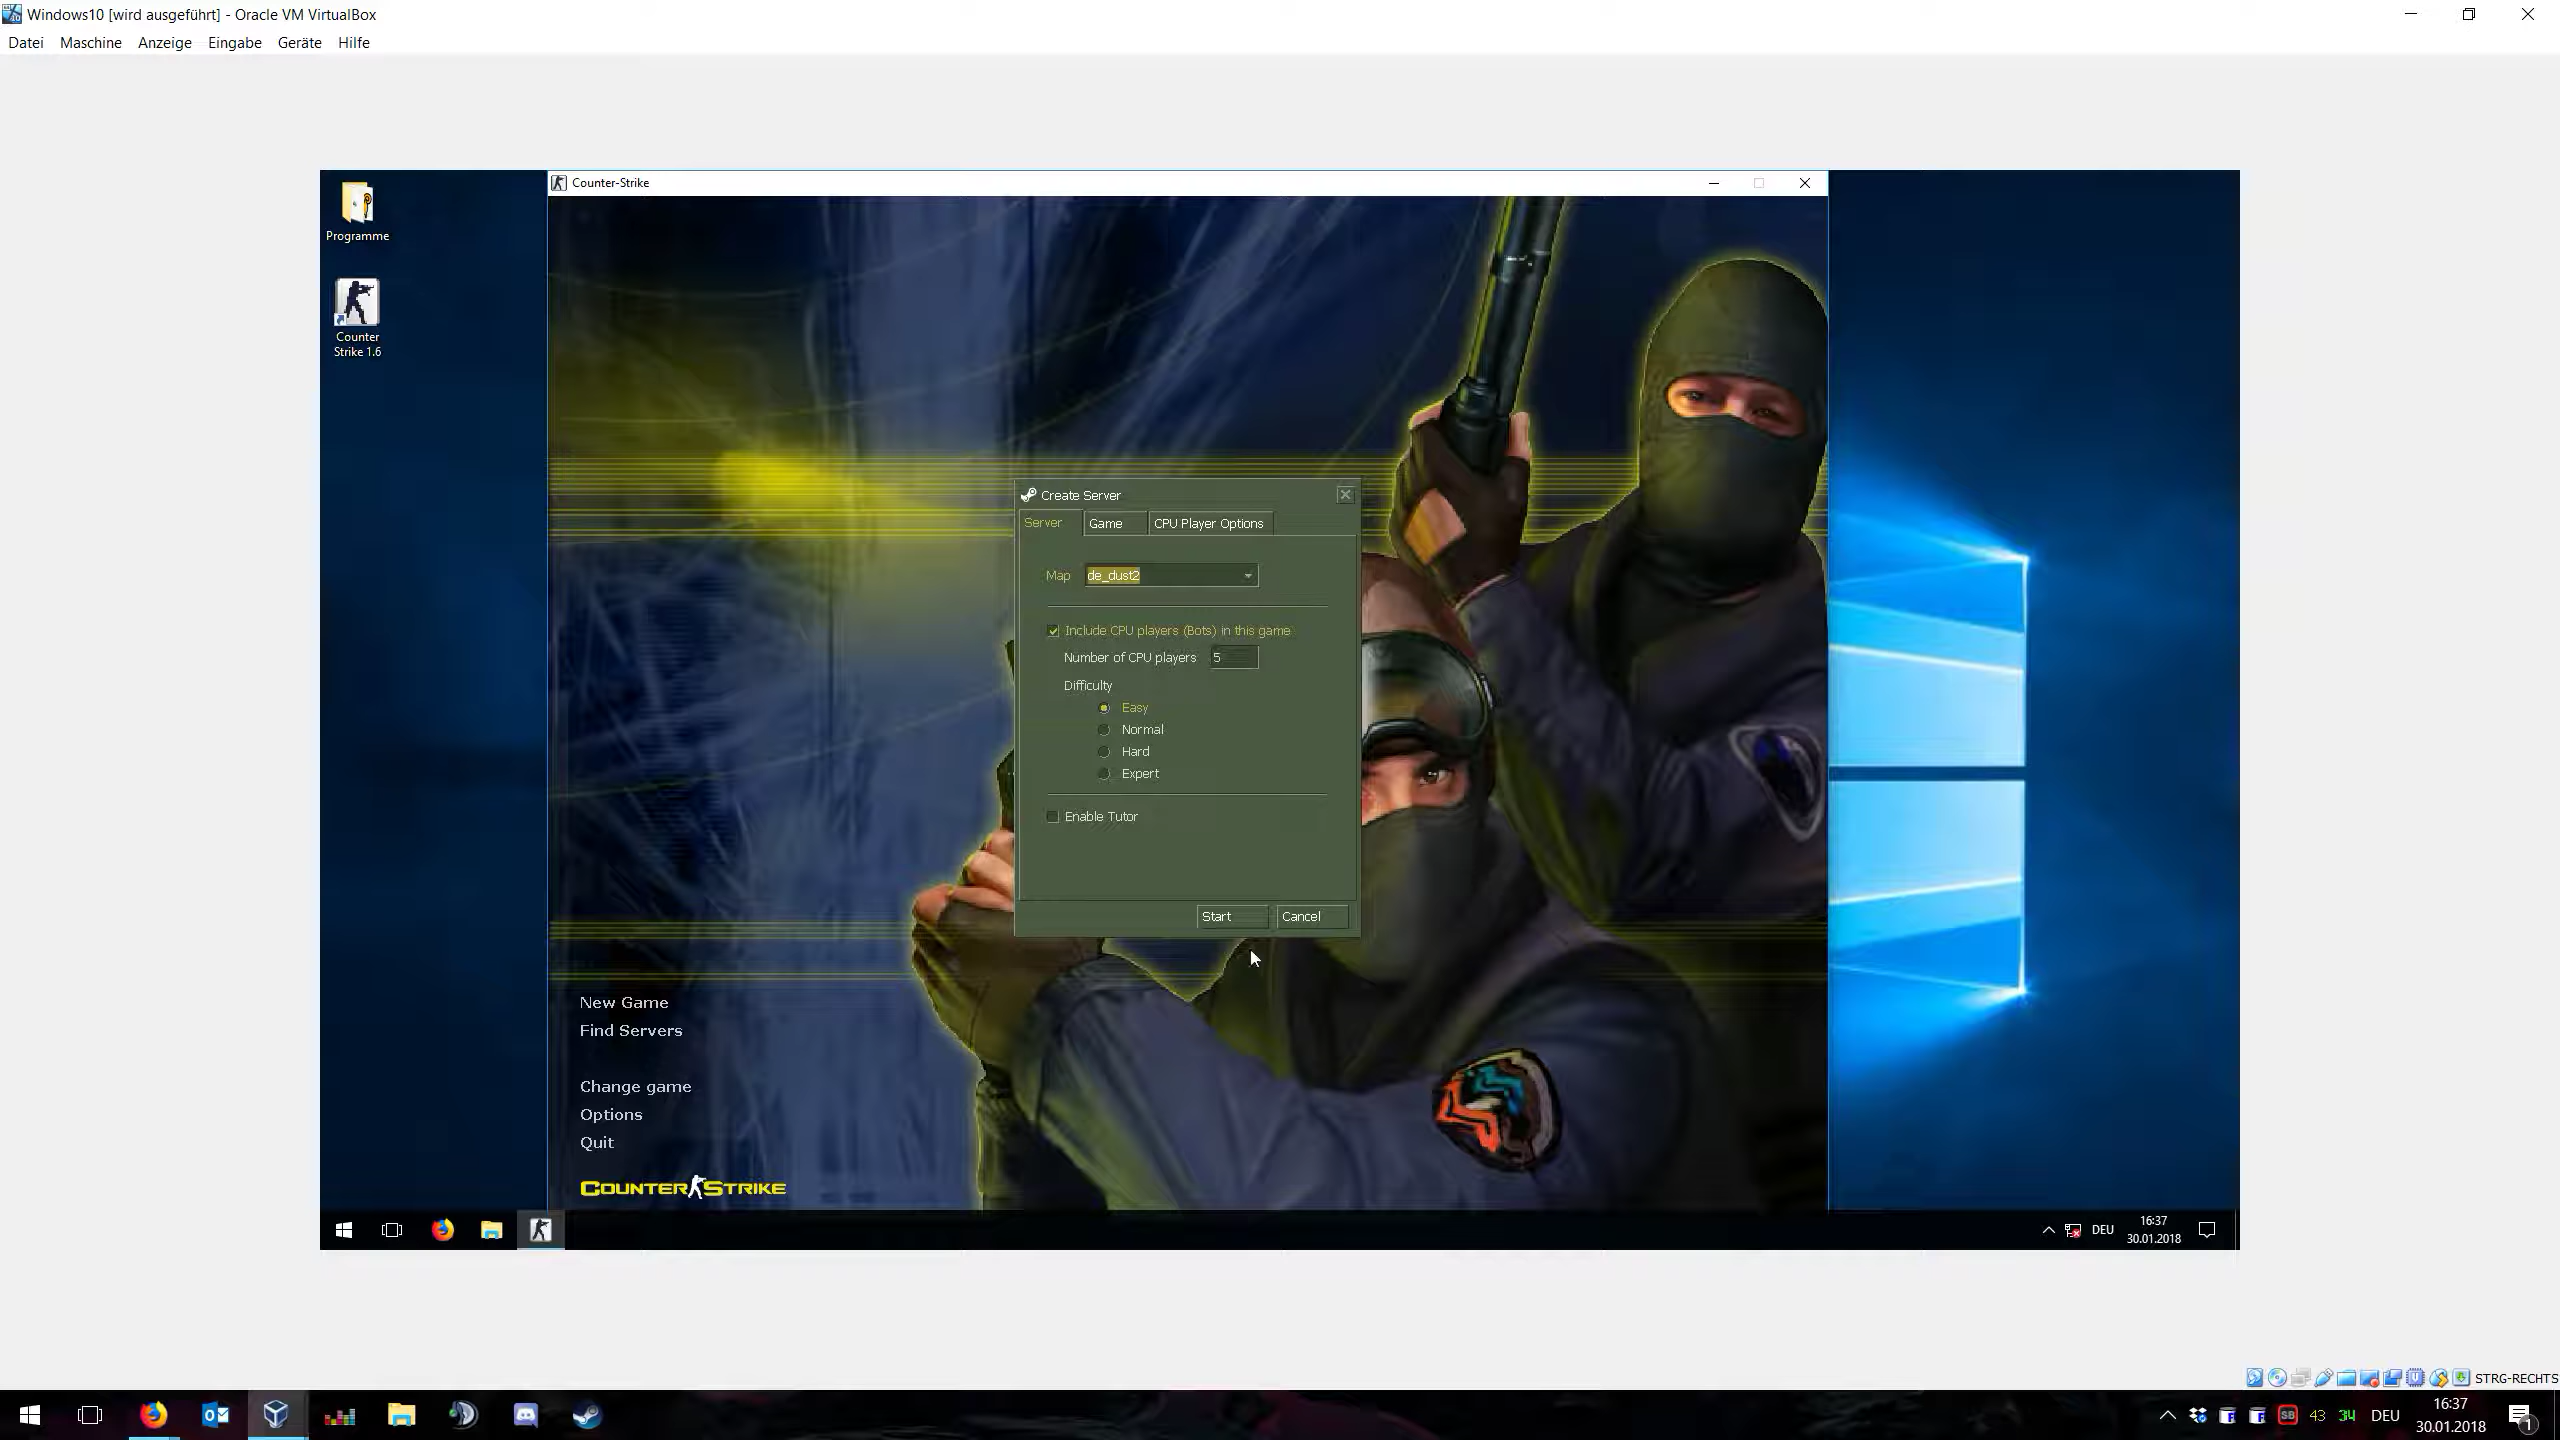 Windows10 [wird ausgeführt] - Oracle VM VirtualBox
Datei Maschine Anzeige Eingabe Geräte Hilfe
Programme
Counter
Strike 1.6
Counter-Strike
Create Server
Server Game CPU Player Options
Map de_dust2
Include CPU players (Bots) in this game
Number of CPU players 5
Difficulty
Easy
Normal
Hard
Expert
Enable Tutor
Start Cancel
New Game
Find Servers
Change game
Options
Quit
COUNTER STRIKE
DEU
16:37
30.01.2018
STRG-RECHTS
SB 43 34 DEU
16:37
30.01.2018
1